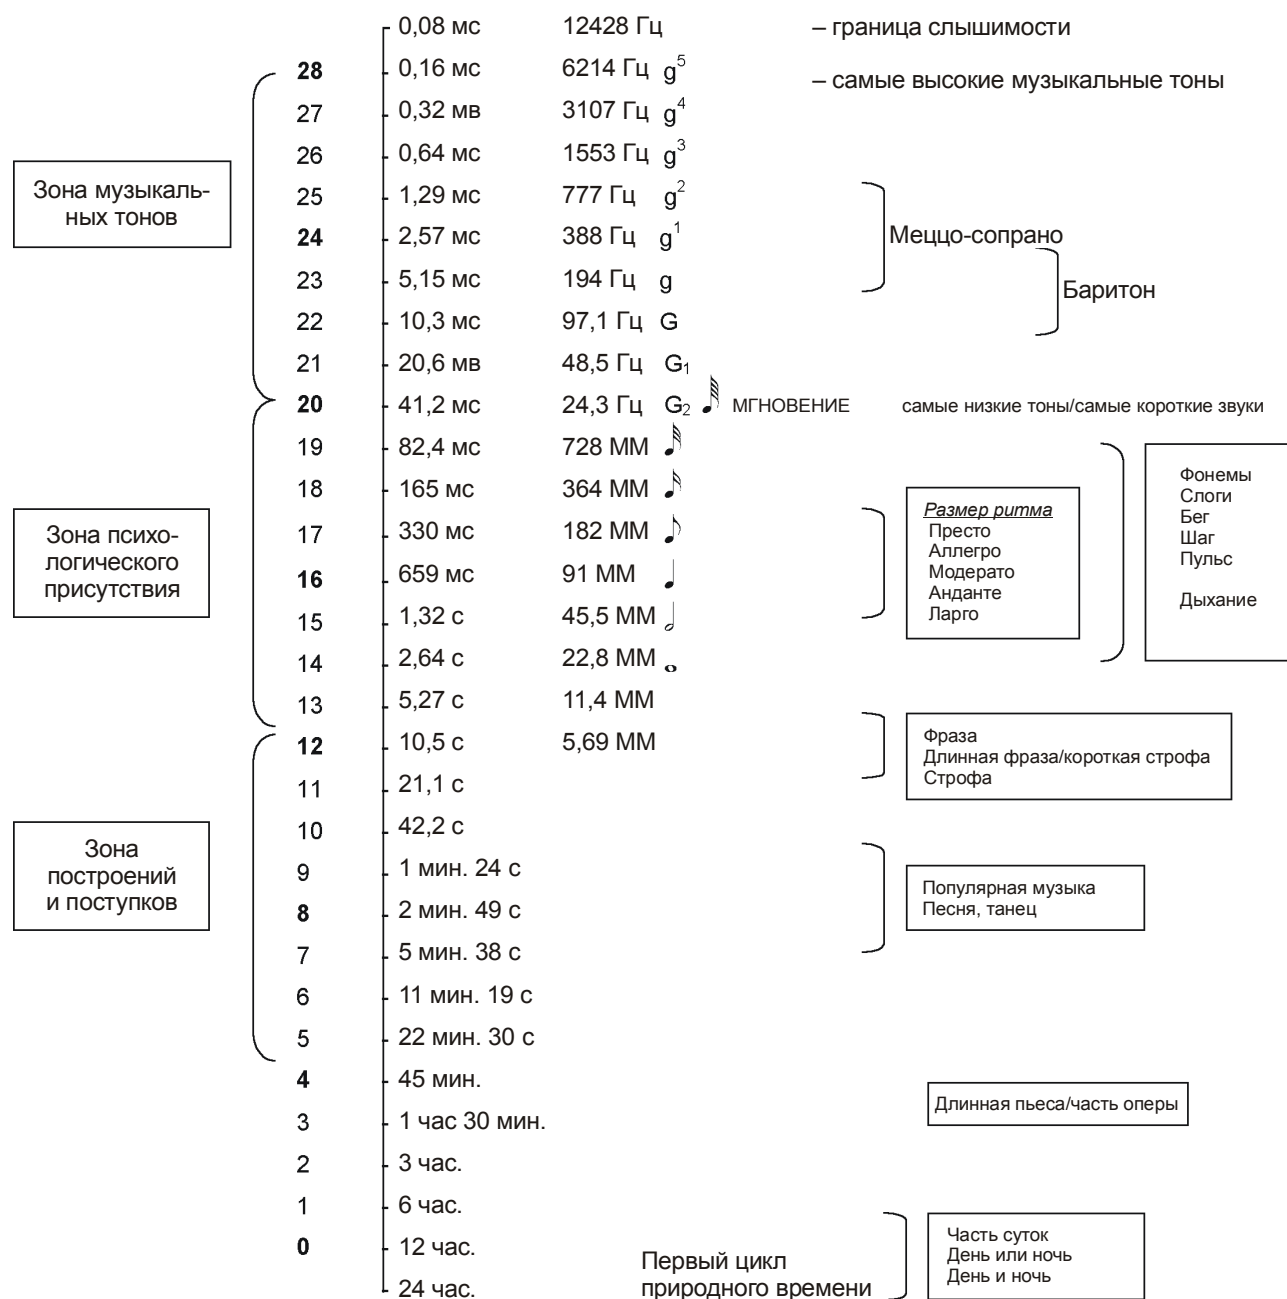 0,08 мс 12428 Гц – граница слышимости
28 0,16 мс 6214 Гц g⁵ – самые высокие музыкальные тоны
27 0,32 мв 3107 Гц g⁴
26 0,64 мс 1553 Гц g³
Зона музыкаль-
ных тонов
25 1,29 мс 777 Гц g²
24 2,57 мс 388 Гц g¹
Меццо-сопрано
23 5,15 мс 194 Гц g
Баритон
22 10,3 мс 97,1 Гц G
21 20,6 мв 48,5 Гц G₁
20 41,2 мс 24,3 Гц G₂ МГНОВЕНИЕ самые низкие тоны/самые короткие звуки
19 82,4 мс 728 ММ
18 165 мс 364 ММ
17 330 мс 182 ММ
16 659 мс 91 ММ
15 1,32 с 45,5 ММ
14 2,64 с 22,8 ММ
13 5,27 с 11,4 ММ
Зона психо-
логического
присутствия
Размер ритма
Престо
Аллегро
Модерато
Анданте
Ларго
Фонемы
Слоги
Бег
Шаг
Пульс
Дыхание
12 10,5 с 5,69 ММ
11 21,1 с
10 42,2 с
Фраза
Длинная фраза/короткая строфа
Строфа
Зона
построений
и поступков
9 1 мин. 24 с
8 2 мин. 49 с
7 5 мин. 38 с
Популярная музыка
Песня, танец
6 11 мин. 19 с
5 22 мин. 30 с
4 45 мин.
Длинная пьеса/часть оперы
3 1 час 30 мин.
2 3 час.
1 6 час.
0 12 час.
24 час.
Первый цикл
природного времени
Часть суток
День или ночь
День и ночь